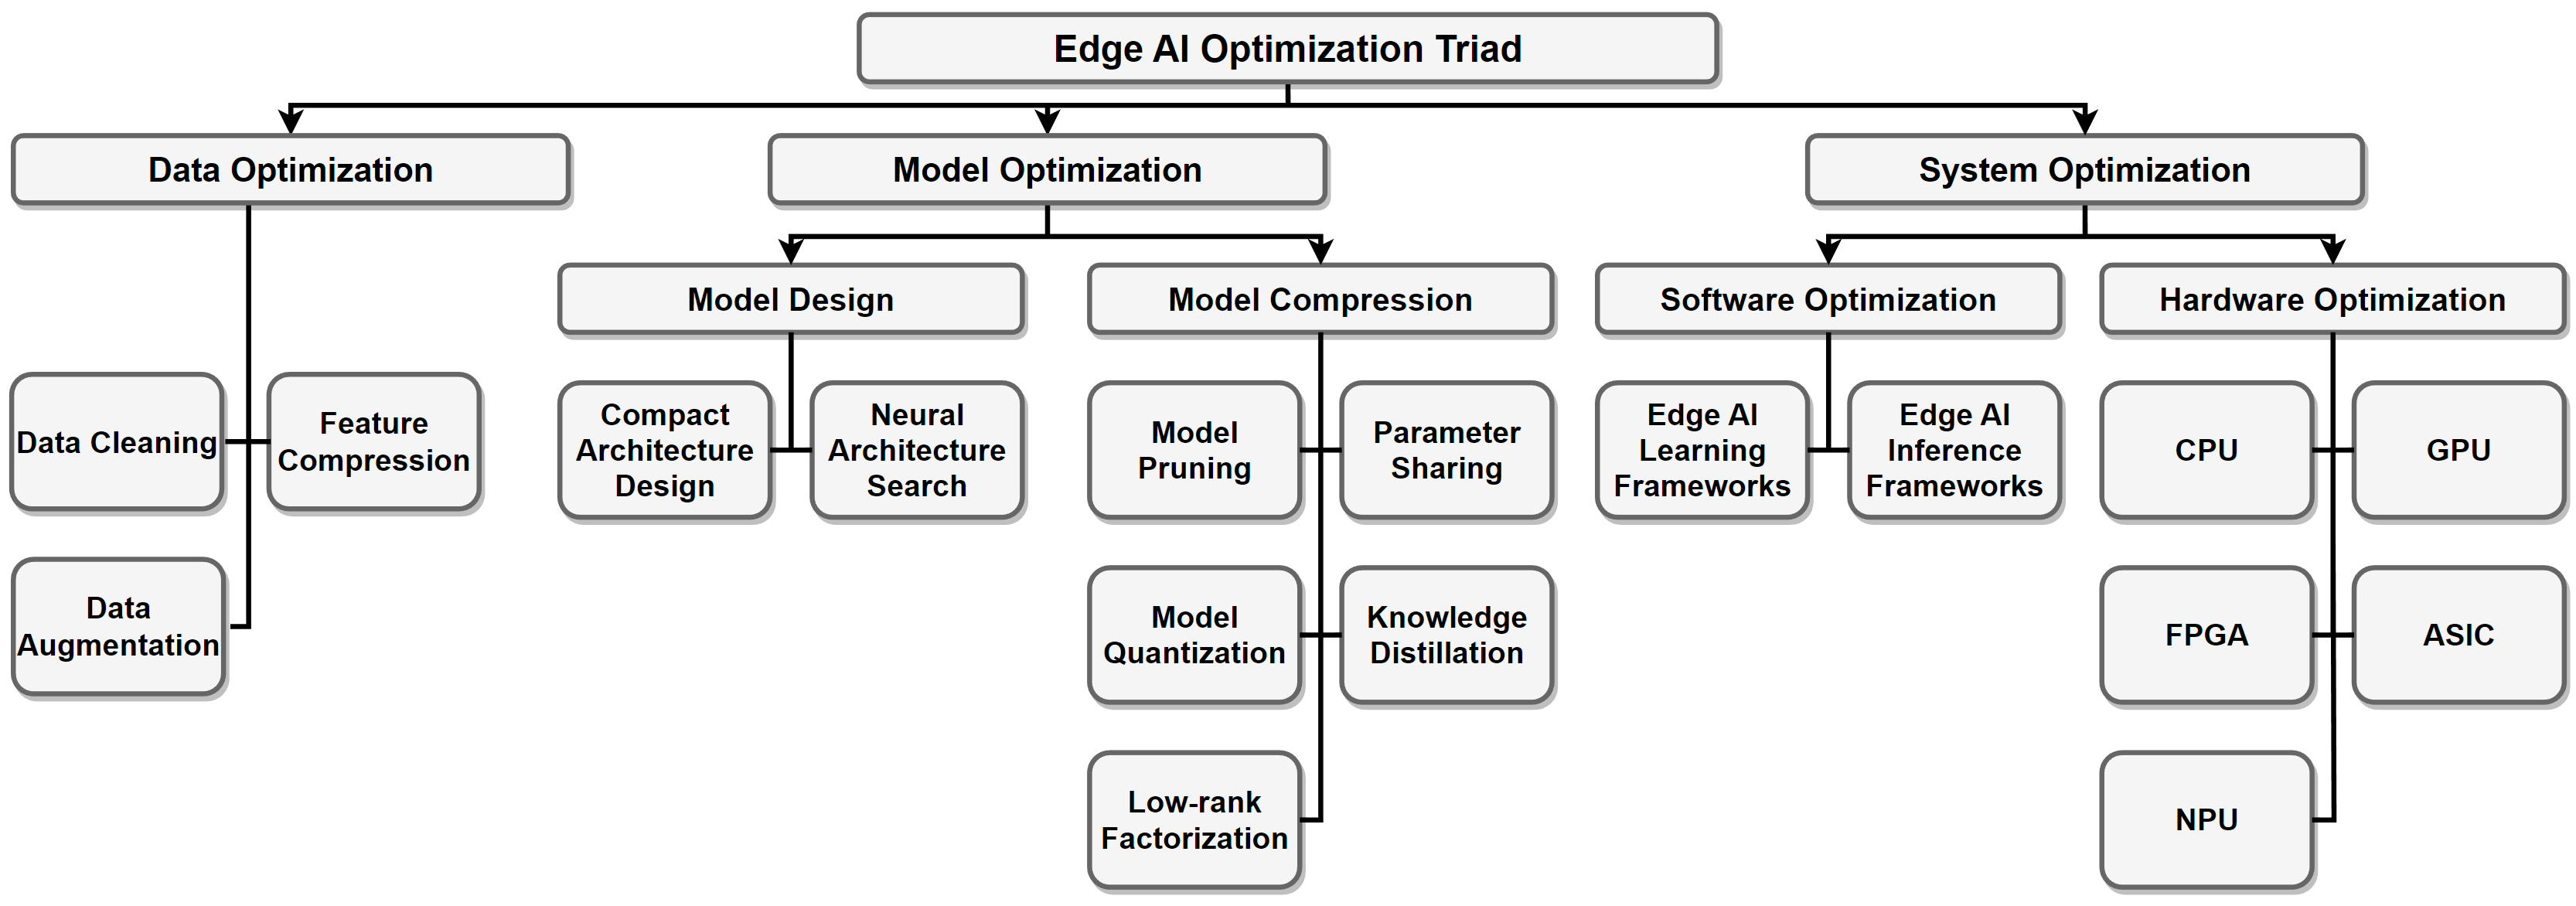 Edge AI Optimization Triad
Data Optimization
Model Optimization
System Optimization
Model Design
Model Compression
Software Optimization
Hardware Optimization
Data Cleaning
Feature
Compression
Data
Augmentation
Compact
Architecture
Design
Neural
Architecture
Search
Model
Pruning
Parameter
Sharing
Model
Quantization
Knowledge
Distillation
Low-rank
Factorization
Edge AI
Learning
Frameworks
Edge AI
Inference
Frameworks
CPU
GPU
FPGA
ASIC
NPU